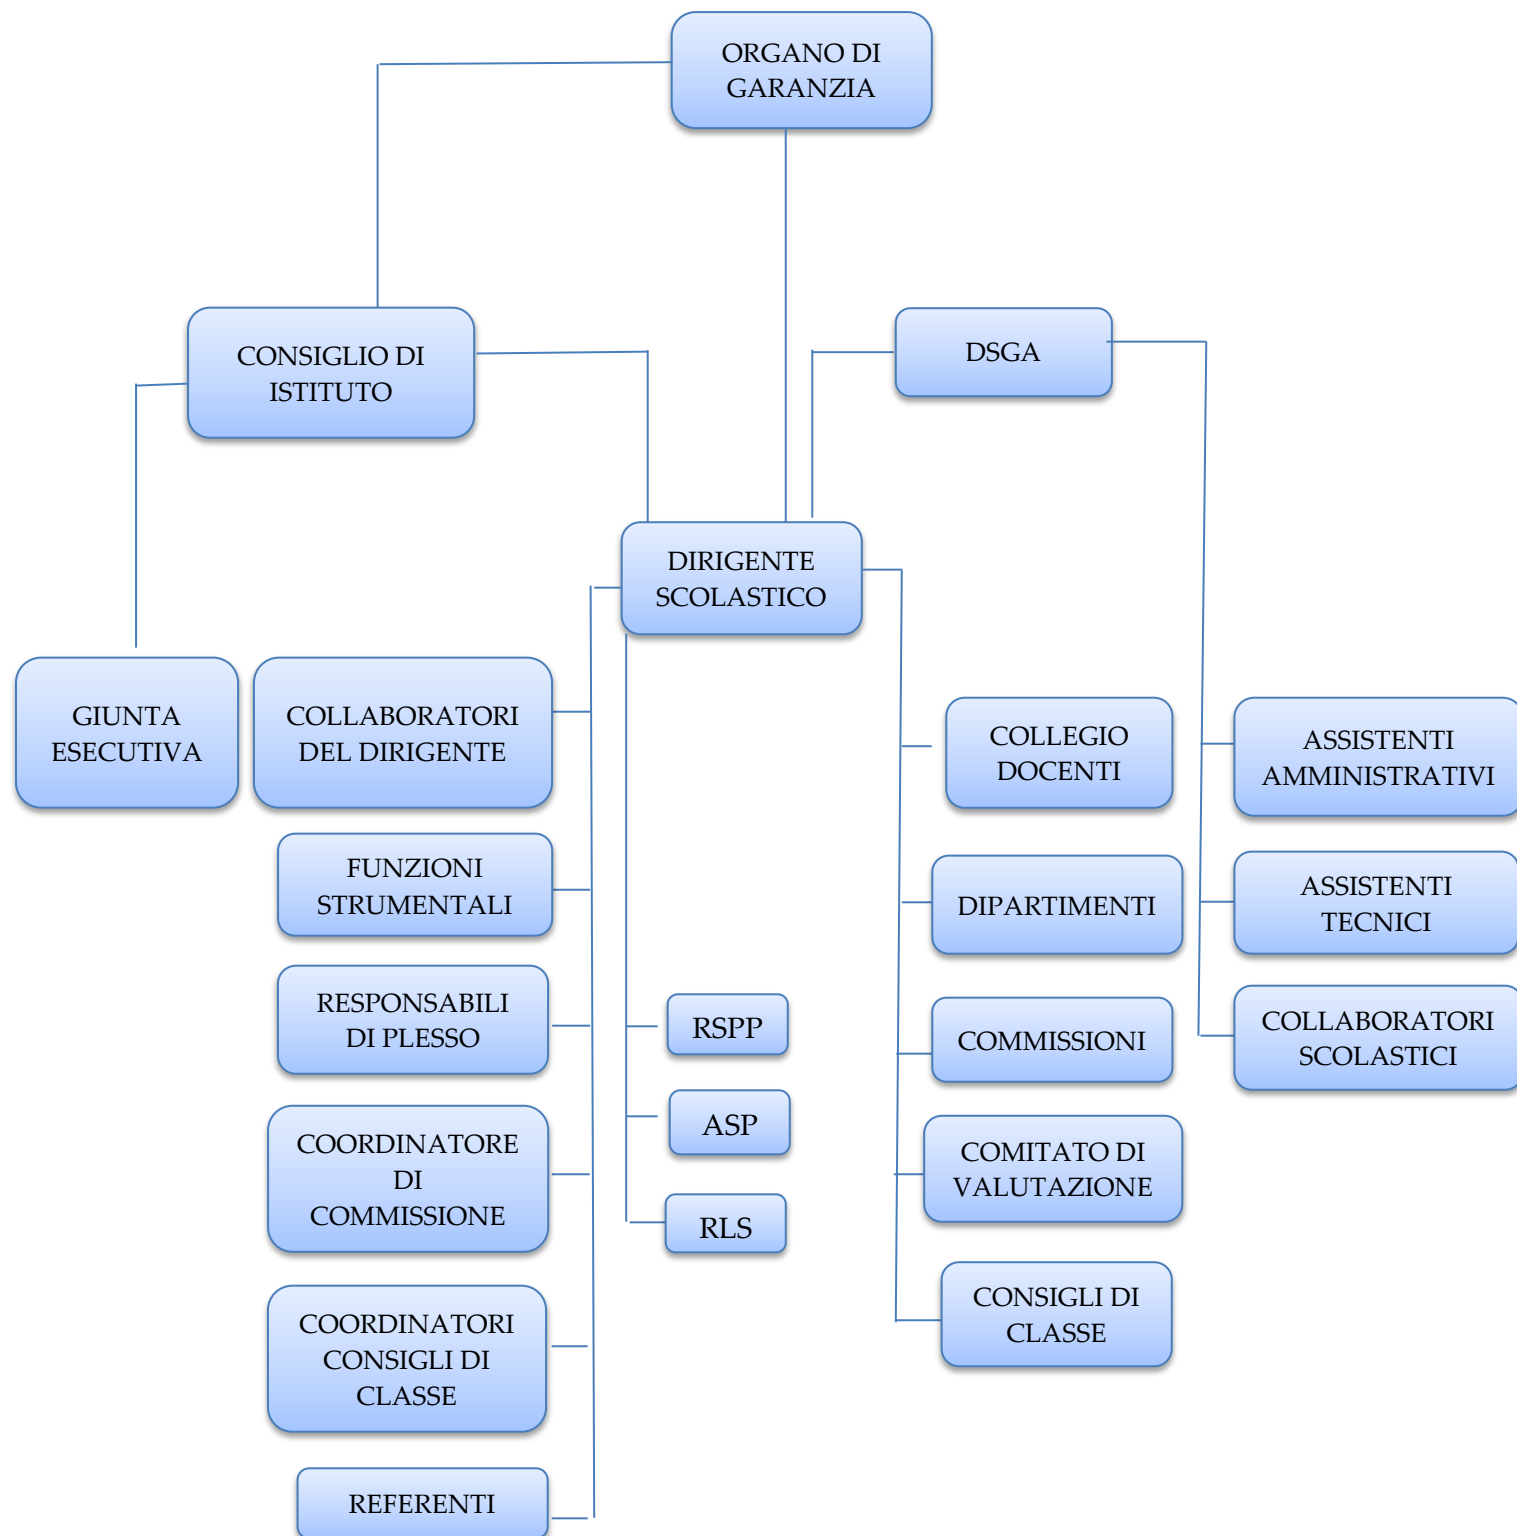 ORGANO DI
GARANZIA
CONSIGLIO DI
ISTITUTO
DSGA
DIRIGENTE
SCOLASTICO
GIUNTA
ESECUTIVA
COLLABORATORI
DEL DIRIGENTE
COLLEGIO
DOCENTI
ASSISTENTI
AMMINISTRATIVI
FUNZIONI
STRUMENTALI
DIPARTIMENTI
ASSISTENTI
TECNICI
RESPONSABILI
DI PLESSO
RSPP
COMMISSIONI
COLLABORATORI
SCOLASTICI
COORDINATORE
DI
COMMISSIONE
ASP
COMITATO DI
VALUTAZIONE
RLS
COORDINATORI
CONSIGLI DI
CLASSE
CONSIGLI DI
CLASSE
REFERENTI